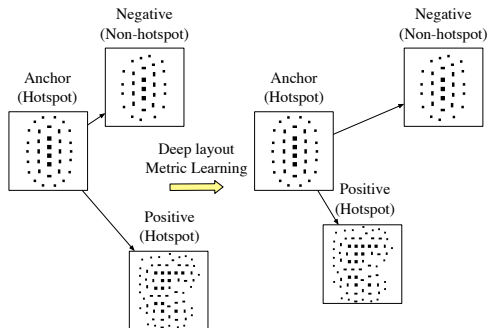 Negative
(Non-hotspot)
Anchor
(Hotspot)
Positive
(Hotspot)
Deep layout
Metric Learning
Negative
(Non-hotspot)
Anchor
(Hotspot)
Positive
(Hotspot)